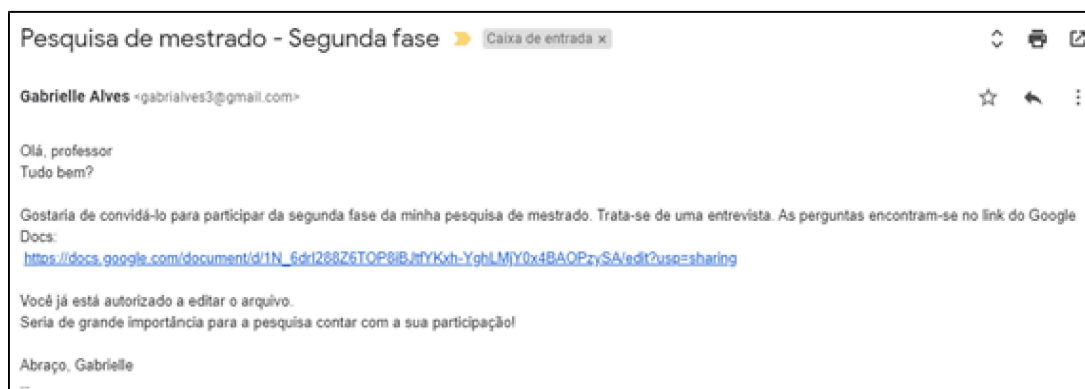 Pesquisa de mestrado - Segunda fase Caixa de entrada x
Gabrielle Alves <gabrialves3@gmail.com>
Olá, professor
Tudo bem?
Gostaria de convidá-lo para participar da segunda fase da minha pesquisa de mestrado. Trata-se de uma entrevista. As perguntas encontram-se no link do Google
Docs:
https://docs.google.com/document/d/1N_6drI288Z6TOP8iBJtfYKxh-YghLMjY0x4BAOPzySA/edit?usp=sharing
Você já está autorizado a editar o arquivo.
Seria de grande importância para a pesquisa contar com a sua participação!
Abraço, Gabrielle
--